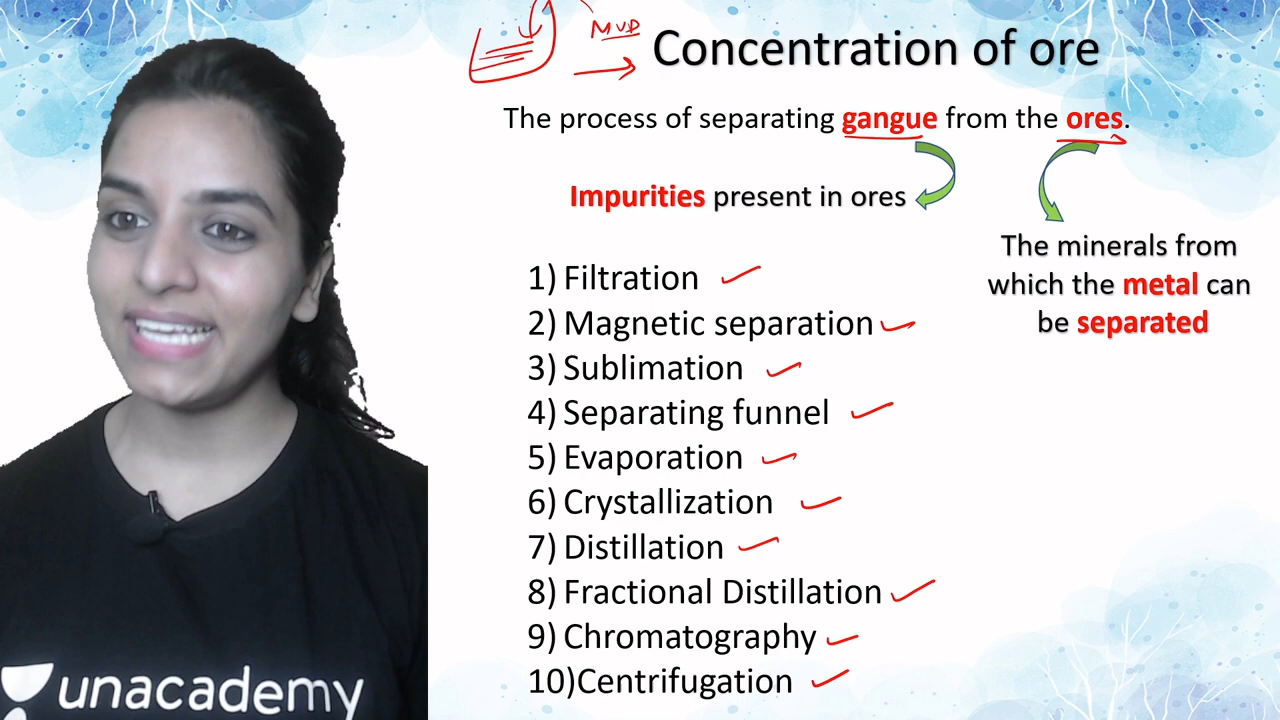 MUD
Concentration of ore
The process of separating gangue from the ores.
Impurities present in ores
The minerals from
which the metal can
be separated
1) Filtration
2) Magnetic separation
3) Sublimation
4) Separating funnel
5) Evaporation
6) Crystallization
7) Distillation
8) Fractional Distillation
9) Chromatography
10)Centrifugation
unacademy